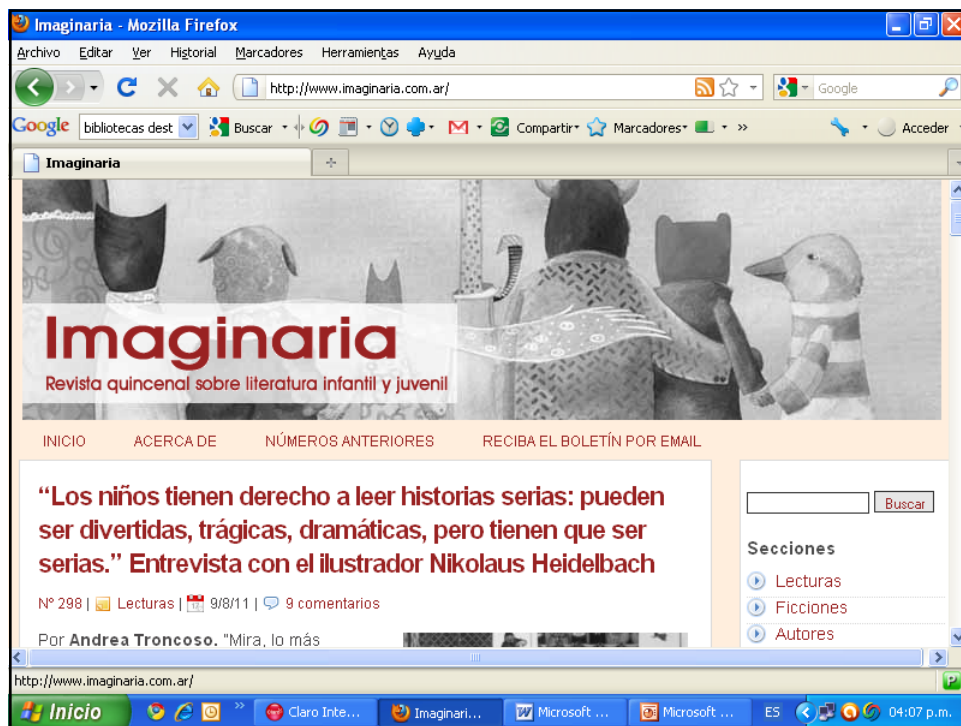 Imaginaria - Mozilla Firefox
Archivo Editar Ver Historial Marcadores Herramientas Ayuda
http://www.imaginaria.com.ar/ Google
Google bibliotecas dest Buscar Compartir Marcadores » Acceder
Imaginaria
Imaginaria
Revista quincenal sobre literatura infantil y juvenil
INICIO ACERCA DE NÚMEROS ANTERIORES RECIBA EL BOLETÍN POR EMAIL
“Los niños tienen derecho a leer historias serias: pueden
ser divertidas, trágicas, dramáticas, pero tienen que ser
serias.” Entrevista con el ilustrador Nikolaus Heidelbach
Nº 298 | Lecturas | 9/8/11 | 9 comentarios
Por Andrea Troncoso. "Mira, lo más
Buscar
Secciones
Lecturas
Ficciones
Autores
http://www.imaginaria.com.ar/
Inicio » Claro Inte... Imaginari... Microsoft ... Microsoft ... ES 04:07 p.m.